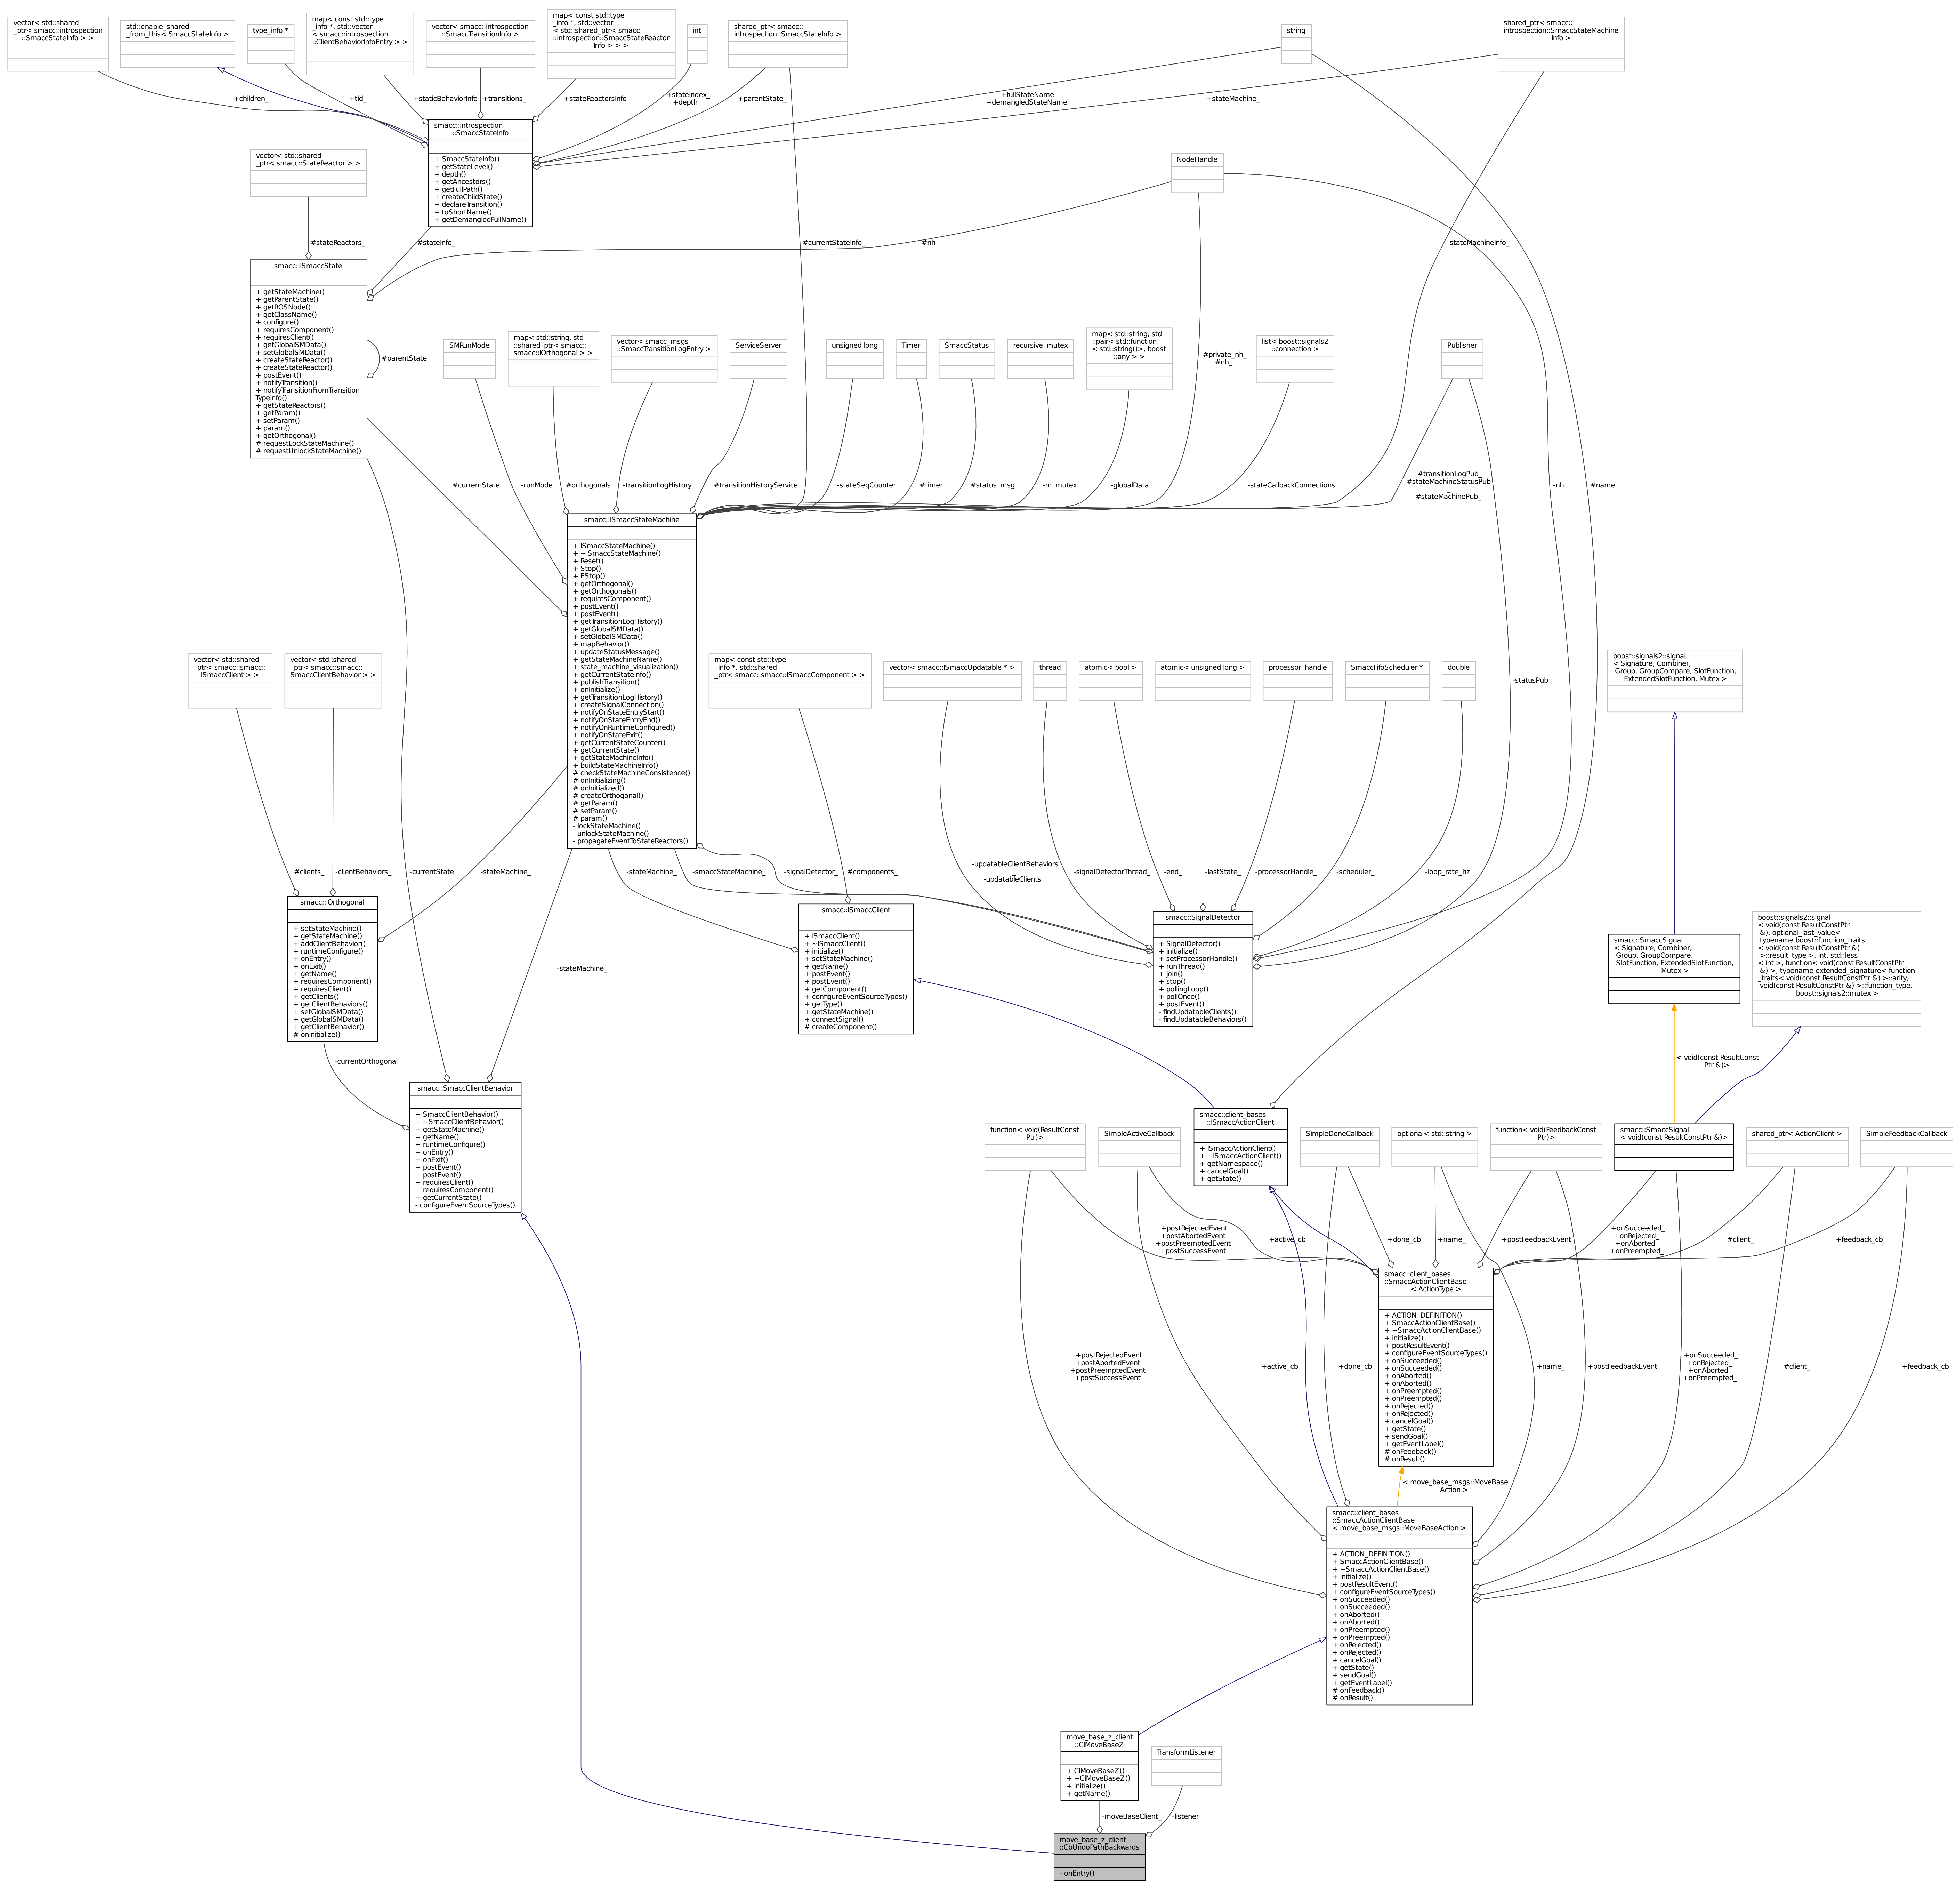 vector< std::shared
_ptr< smacc::introspection
::SmaccStateInfo > >
std::enable_shared
_from_this< SmaccStateInfo >
type_info *
map< const std::type
_info *, std::vector
< smacc::introspection
::ClientBehaviorInfoEntry > >
vector< smacc::introspection
::SmaccTransitionInfo >
map< const std::type
_info *, std::vector
< std::shared_ptr< smacc
::introspection::SmaccStateReactor
Info > > >
int
shared_ptr< smacc::
introspection::SmaccStateInfo >
string
shared_ptr< smacc::
introspection::SmaccStateMachine
Info >
+children_
+tid_
+staticBehaviorInfo
+transitions_
+stateReactorsInfo
+stateIndex_
+depth_
+parentState_
+fullStateName
+demangledStateName
+stateMachine_
smacc::introspection
::SmaccStateInfo
+ SmaccStateInfo()
+ getStateLevel()
+ depth()
+ getAncestors()
+ getFullPath()
+ createChildState()
+ declareTransition()
+ toShortName()
+ getDemangledFullName()
vector< std::shared
_ptr< smacc::StateReactor > >
NodeHandle
#stateReactors_
#stateInfo_
#nh
#currentStateInfo_
-stateMachineInfo_
smacc::ISmaccState
+ getStateMachine()
+ getParentState()
+ getROSNode()
+ getClassName()
+ configure()
+ requiresComponent()
+ requiresClient()
+ getGlobalSMData()
+ setGlobalSMData()
+ createStateReactor()
+ createStateReactor()
+ postEvent()
+ notifyTransition()
+ notifyTransitionFromTransition
TypeInfo()
+ getStateReactors()
+ getParam()
+ setParam()
+ param()
+ getOrthogonal()
# requestLockStateMachine()
# requestUnlockStateMachine()
#parentState_
SMRunMode
map< std::string, std
::shared_ptr< smacc::
smacc::IOrthogonal > >
vector< smacc_msgs
::SmaccTransitionLogEntry >
ServiceServer
unsigned long
Timer
SmaccStatus
recursive_mutex
map< std::string, std
::pair< std::function
< std::string()>, boost
::any > >
#private_nh_
#nh_
list< boost::signals2
::connection >
Publisher
#currentState_
-runMode_
#orthogonals_
-transitionLogHistory_
#transitionHistoryService_
-stateSeqCounter_
#timer_
#status_msg_
-m_mutex_
-globalData_
-stateCallbackConnections
#transitionLogPub_
#stateMachineStatusPub
_
#stateMachinePub_
-nh_
#name_
smacc::ISmaccStateMachine
+ ISmaccStateMachine()
+ ~ISmaccStateMachine()
+ Reset()
+ Stop()
+ EStop()
+ getOrthogonal()
+ getOrthogonals()
+ requiresComponent()
+ postEvent()
+ postEvent()
+ getTransitionLogHistory()
+ getGlobalSMData()
+ setGlobalSMData()
+ mapBehavior()
+ updateStatusMessage()
+ getStateMachineName()
+ state_machine_visualization()
+ getCurrentStateInfo()
+ publishTransition()
+ onInitialize()
+ getTransitionLogHistory()
+ createSignalConnection()
+ notifyOnStateEntryStart()
+ notifyOnStateEntryEnd()
+ notifyOnRuntimeConfigured()
+ notifyOnStateExit()
+ getCurrentStateCounter()
+ getCurrentState()
+ getStateMachineInfo()
+ buildStateMachineInfo()
# checkStateMachineConsistence()
# onInitializing()
# onInitialized()
# createOrthogonal()
# getParam()
# setParam()
# param()
- lockStateMachine()
- unlockStateMachine()
- propagateEventToStateReactors()
vector< std::shared
_ptr< smacc::smacc::
ISmaccClient > >
vector< std::shared
_ptr< smacc::smacc::
SmaccClientBehavior > >
map< const std::type
_info *, std::shared
_ptr< smacc::smacc::ISmaccComponent > >
vector< smacc::ISmaccUpdatable * >
thread
atomic< bool >
atomic< unsigned long >
processor_handle
SmaccFifoScheduler *
double
-statusPub_
boost::signals2::signal
< Signature, Combiner,
Group, GroupCompare, SlotFunction,
ExtendedSlotFunction, Mutex >
#clients_
-clientBehaviors_
-currentState
-stateMachine_
-stateMachine_
-smaccStateMachine_
-signalDetector_
#components_
-updatableClientBehaviors
_
-updatableClients_
-signalDetectorThread_
-end_
-lastState_
-processorHandle_
-scheduler_
-loop_rate_hz
smacc::IOrthogonal
+ setStateMachine()
+ getStateMachine()
+ addClientBehavior()
+ runtimeConfigure()
+ onEntry()
+ onExit()
+ getName()
+ requiresComponent()
+ requiresClient()
+ getClients()
+ getClientBehaviors()
+ setGlobalSMData()
+ getGlobalSMData()
+ getClientBehavior()
# onInitialize()
-stateMachine_
smacc::ISmaccClient
+ ISmaccClient()
+ ~ISmaccClient()
+ initialize()
+ setStateMachine()
+ getName()
+ postEvent()
+ postEvent()
+ getComponent()
+ configureEventSourceTypes()
+ getType()
+ getStateMachine()
+ connectSignal()
# createComponent()
smacc::SignalDetector
+ SignalDetector()
+ initialize()
+ setProcessorHandle()
+ runThread()
+ join()
+ stop()
+ pollingLoop()
+ pollOnce()
+ postEvent()
- findUpdatableClients()
- findUpdatableBehaviors()
smacc::SmaccSignal
< Signature, Combiner,
Group, GroupCompare,
SlotFunction, ExtendedSlotFunction,
Mutex >
boost::signals2::signal
< void(const ResultConstPtr
&), optional_last_value<
typename boost::function_traits
< void(const ResultConstPtr &)
>::result_type >, int, std::less
< int >, function< void(const ResultConstPtr
&) >, typename extended_signature< function
_traits< void(const ResultConstPtr &) >::arity,
void(const ResultConstPtr &) >::function_type,
boost::signals2::mutex >
-currentOrthogonal
< void(const ResultConst
Ptr &)>
smacc::SmaccClientBehavior
+ SmaccClientBehavior()
+ ~SmaccClientBehavior()
+ getStateMachine()
+ getName()
+ runtimeConfigure()
+ onEntry()
+ onExit()
+ postEvent()
+ postEvent()
+ requiresClient()
+ requiresComponent()
+ getCurrentState()
- configureEventSourceTypes()
function< void(ResultConst
Ptr)>
SimpleActiveCallback
smacc::client_bases
::ISmaccActionClient
+ ISmaccActionClient()
+ ~ISmaccActionClient()
+ getNamespace()
+ cancelGoal()
+ getState()
SimpleDoneCallback
optional< std::string >
function< void(FeedbackConst
Ptr)>
smacc::SmaccSignal
< void(const ResultConstPtr &)>
shared_ptr< ActionClient >
SimpleFeedbackCallback
+postRejectedEvent
+postAbortedEvent
+postPreemptedEvent
+postSuccessEvent
+active_cb
+done_cb
+name_
+postFeedbackEvent
+onSucceeded_
+onRejected_
+onAborted_
+onPreempted_
#client_
+feedback_cb
smacc::client_bases
::SmaccActionClientBase
< ActionType >
+ ACTION_DEFINITION()
+ SmaccActionClientBase()
+ ~SmaccActionClientBase()
+ initialize()
+ postResultEvent()
+ configureEventSourceTypes()
+ onSucceeded()
+ onSucceeded()
+ onAborted()
+ onAborted()
+ onPreempted()
+ onPreempted()
+ onRejected()
+ onRejected()
+ cancelGoal()
+ getState()
+ sendGoal()
+ getEventLabel()
# onFeedback()
# onResult()
+postRejectedEvent
+postAbortedEvent
+postPreemptedEvent
+postSuccessEvent
+active_cb
+done_cb
+name_
+postFeedbackEvent
+onSucceeded_
+onRejected_
+onAborted_
+onPreempted_
#client_
+feedback_cb
< move_base_msgs::MoveBase
Action >
smacc::client_bases
::SmaccActionClientBase
< move_base_msgs::MoveBaseAction >
+ ACTION_DEFINITION()
+ SmaccActionClientBase()
+ ~SmaccActionClientBase()
+ initialize()
+ postResultEvent()
+ configureEventSourceTypes()
+ onSucceeded()
+ onSucceeded()
+ onAborted()
+ onAborted()
+ onPreempted()
+ onPreempted()
+ onRejected()
+ onRejected()
+ cancelGoal()
+ getState()
+ sendGoal()
+ getEventLabel()
# onFeedback()
# onResult()
move_base_z_client
::ClMoveBaseZ
+ ClMoveBaseZ()
+ ~ClMoveBaseZ()
+ initialize()
+ getName()
TransformListener
-moveBaseClient_
-listener
move_base_z_client
::CbUndoPathBackwards
- onEntry()